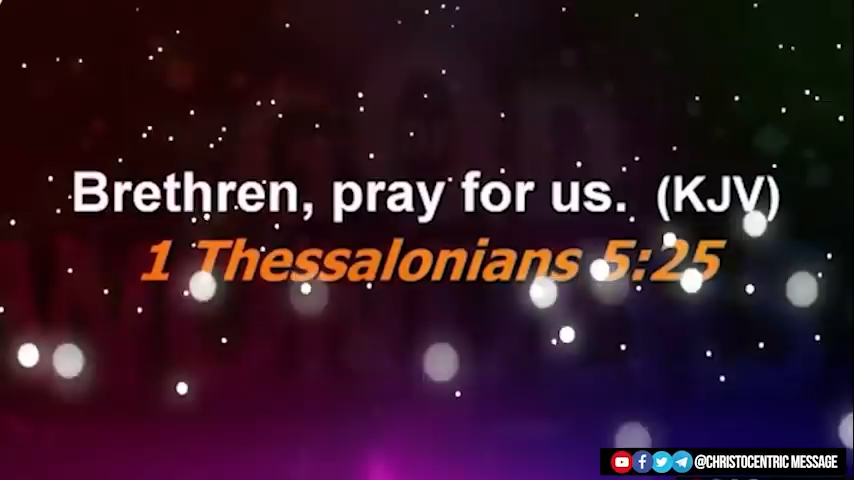 Brethren, pray for us. (KJV)
1 Thessalonians 5:25
@CHRISTOCENTRIC MESSAGE